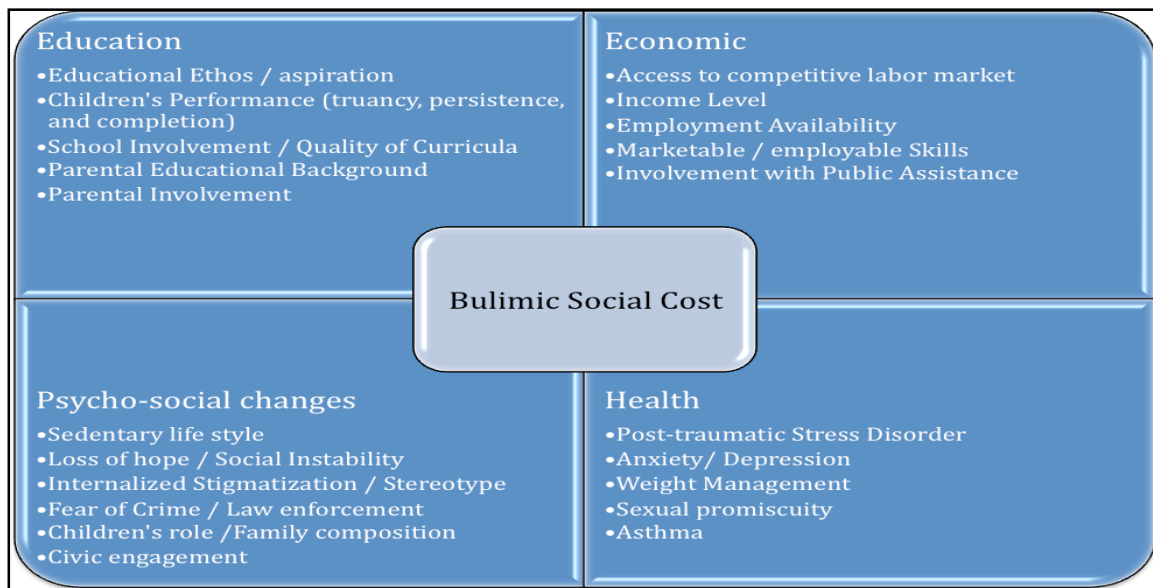 Education
•Educational Ethos / aspiration
•Children's Performance (truancy, persistence,
and completion)
•School Involvement / Quality of Curricula
•Parental Educational Background
•Parental Involvement
Economic
•Access to competitive labor market
•Income Level
•Employment Availability
•Marketable / employable Skills
•Involvement with Public Assistance
Bulimic Social Cost
Psycho-social changes
•Sedentary life style
•Loss of hope / Social Instability
•Internalized Stigmatization / Stereotype
•Fear of Crime / Law enforcement
•Children's role /Family composition
•Civic engagement
Health
•Post-traumatic Stress Disorder
•Anxiety/ Depression
•Weight Management
•Sexual promiscuity
•Asthma